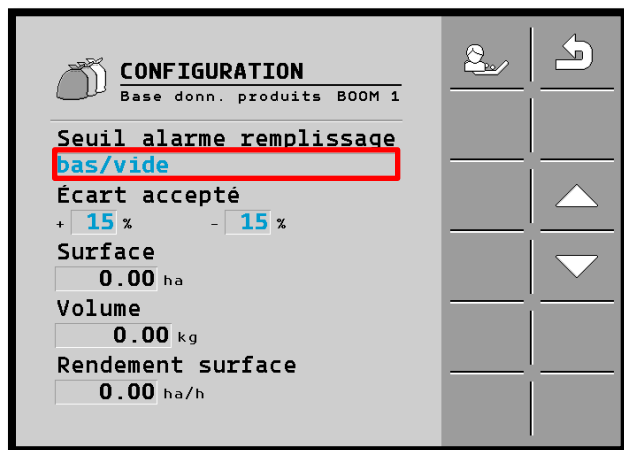 CONFIGURATION
Base donn. produits BOOM 1
Seuil alarme remplissage
bas/vide
Écart accepté
+ 15 % - 15 %
Surface
0.00 ha
Volume
0.00 kg
Rendement surface
0.00 ha/h